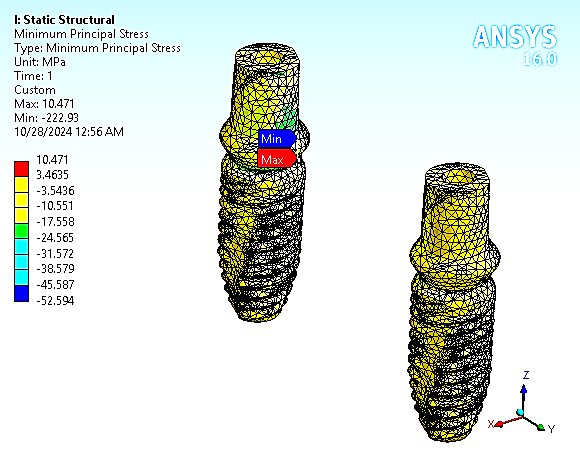 I: Static Structural
Minimum Principal Stress
Type: Minimum Principal Stress
Unit: MPa
Time: 1
Custom
Max: 10.471
Min: -222.93
10/28/2024 12:56 AM
ANSYS
16.0
10.471
3.4635
-3.5436
-10.551
-17.558
-24.565
-31.572
-38.579
-45.587
-52.594
Min
Max
Z
X
Y